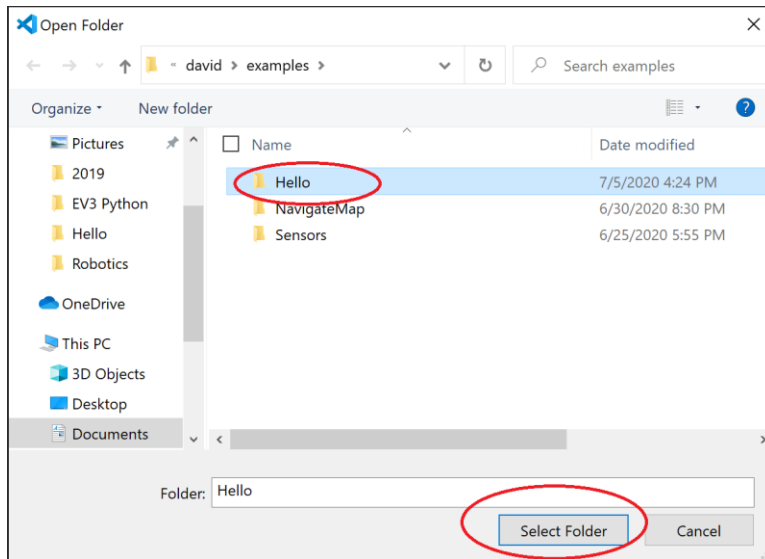 Open Folder
« david > examples >
Search examples
Organize
New folder
?
Pictures
2019
EV3 Python
Hello
Robotics
OneDrive
This PC
3D Objects
Desktop
Documents
Name Date modified
Hello 7/5/2020 4:24 PM
NavigateMap 6/30/2020 8:30 PM
Sensors 6/25/2020 5:55 PM
Folder: Hello
Select Folder Cancel